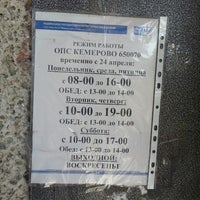 РЕЖИМ РАБОТЫ
ОПС КЕМЕРОВО 650070
временно с 24 апреля:
Понедельник, среда, пятница
с 08-00 до 16-00
ОБЕД: с 13-00 до 14-00
Вторник, четверг:
с 10-00 до 19-00
ОБЕД: с 13-00 до 14-00
Суббота:
с 10-00 до 17-00
Обед: с 13-00 до 14-00
ВЫХОДНОЙ:
ВОСКРЕСЕНЬЕ